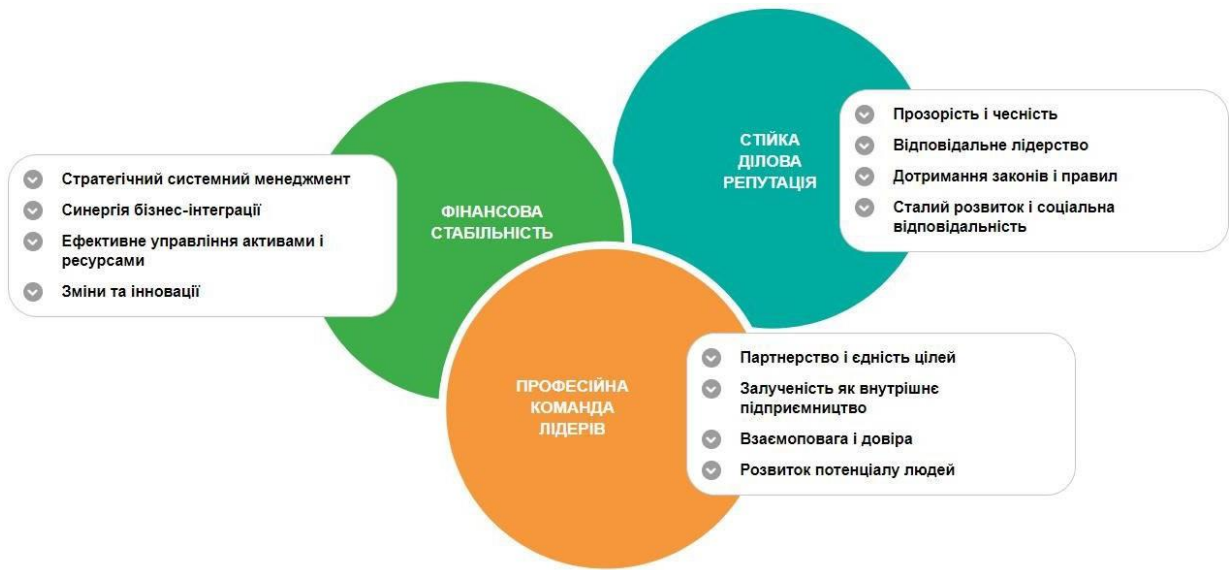 ФІНАНСОВА
СТАБІЛЬНІСТЬ
Стратегічний системний менеджмент
Синергія бізнес-інтеграції
Ефективне управління активами і
ресурсами
Зміни та інновації
СТІЙКА
ДІЛОВА
РЕПУТАЦІЯ
Прозорість і чесність
Відповідальне лідерство
Дотримання законів і правил
Сталий розвиток і соціальна
відповідальність
ПРОФЕСІЙНА
КОМАНДА
ЛІДЕРІВ
Партнерство і єдність цілей
Залученість як внутрішнє
підприємництво
Взаємоповага і довіра
Розвиток потенціалу людей